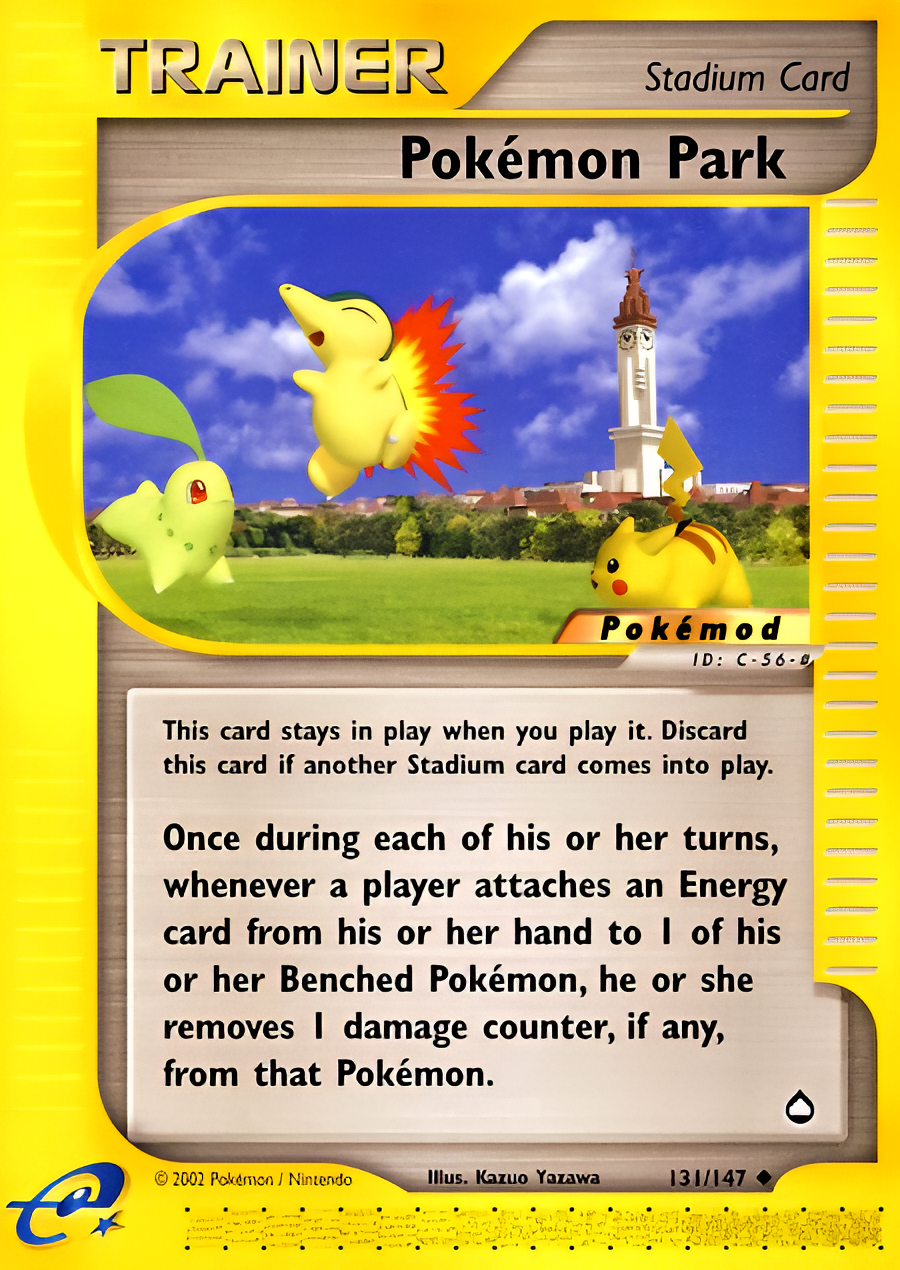 TRAINER
Stadium Card
Pokémon Park
Pokémod
ID: C-56-#
This card stays in play when you play it. Discard
this card if another Stadium card comes into play.
Once during each of his or her turns,
whenever a player attaches an Energy
card from his or her hand to 1 of his
or her Benched Pokémon, he or she
removes 1 damage counter, if any,
from that Pokémon.
© 2002 Pokémon / Nintendo
Illus. Kazuo Yazawa
131/147
e